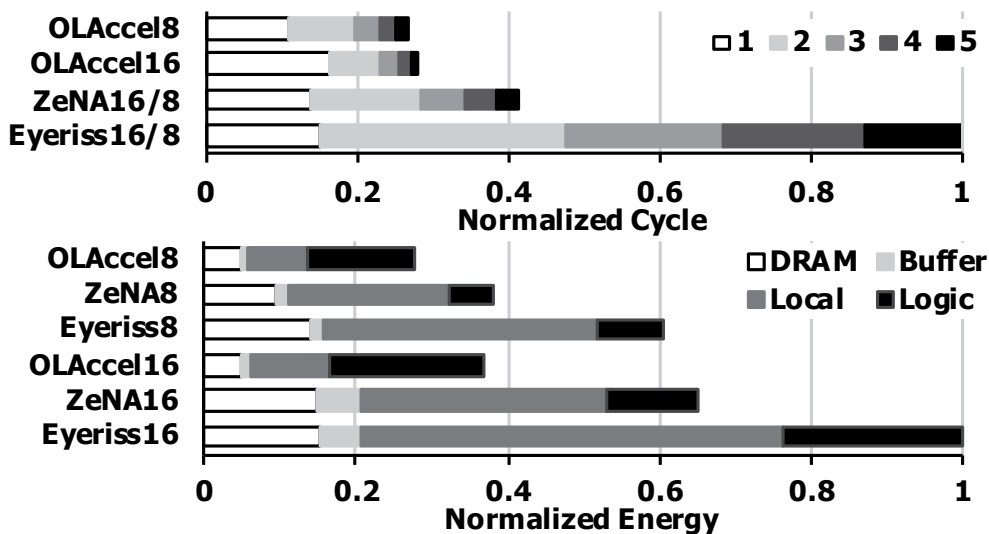 OLAccel8
1 2 3 4 5
OLAccel16
ZeNA16/8
Eyeriss16/8
0 0.2 0.4 0.6 0.8 1
Normalized Cycle
OLAccel8
DRAM Buffer
ZeNA8
Local Logic
Eyeriss8
OLAccel16
ZeNA16
Eyeriss16
0 0.2 0.4 0.6 0.8 1
Normalized Energy